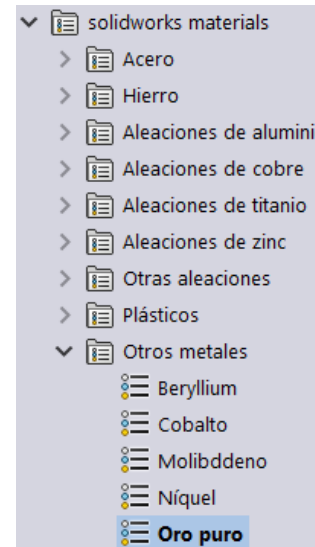 solidworks materials
Acero
Hierro
Aleaciones de alumini
Aleaciones de cobre
Aleaciones de titanio
Aleaciones de zinc
Otras aleaciones
Plásticos
Otros metales
Beryllium
Cobalto
Molibddeno
Níquel
Oro puro